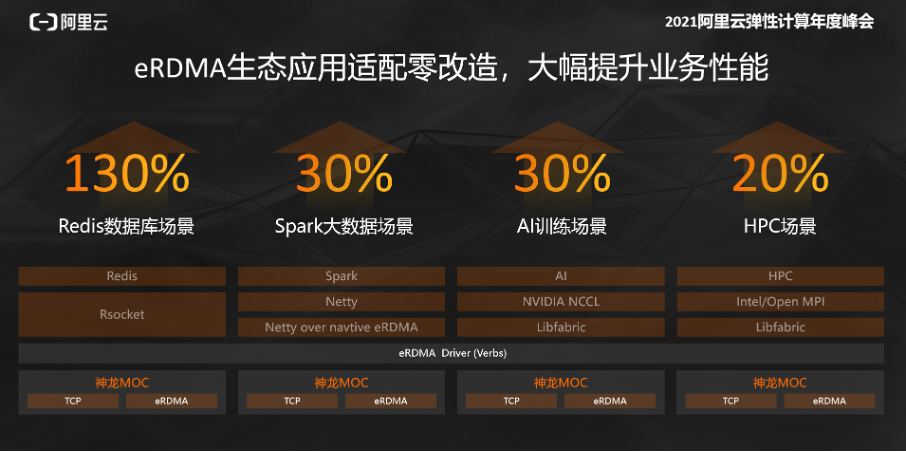 阿里云
2021阿里云弹性计算年度峰会
eRDMA生态应用适配零改造，大幅提升业务性能
130% 30% 30% 20%
Redis数据库场景 Spark大数据场景 AI训练场景 HPC场景
Redis Spark AI HPC
Rsocket
Netty NVIDIA NCCL Intel/Open MPI
Netty over navtive eRDMA Libfabric Libfabric
eRDMA Driver (Verbs)
神龙MOC 神龙MOC 神龙MOC 神龙MOC
TCP eRDMA TCP eRDMA TCP eRDMA TCP eRDMA